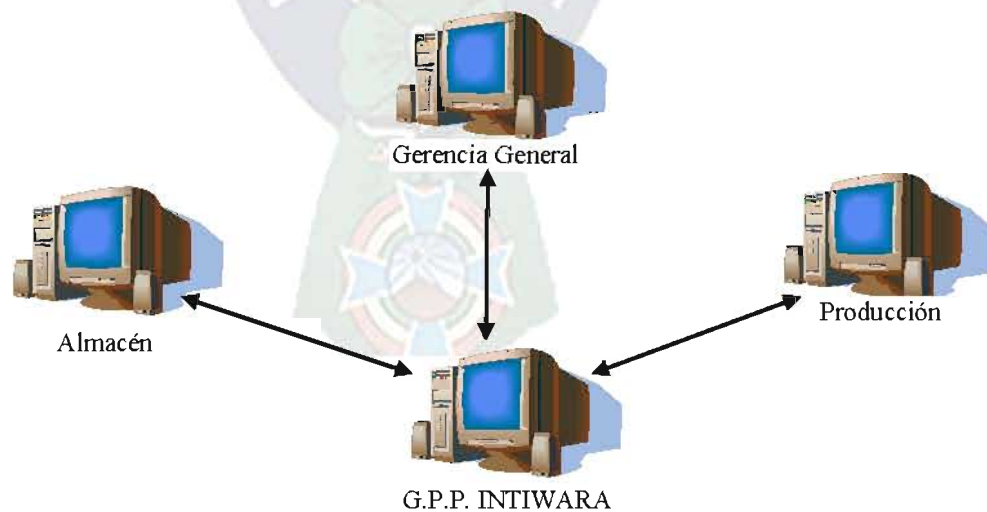 Gerencia General
Almacén
Producción
G.P.P. INTIWARA